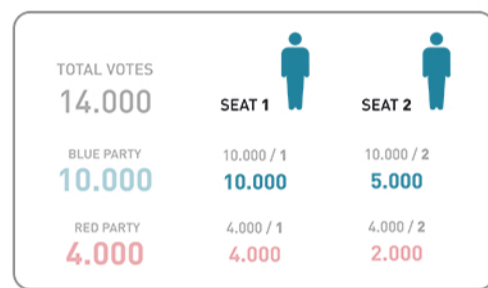 TOTAL VOTES
14.000
SEAT 1
SEAT 2
BLUE PARTY
10.000
10.000 / 1
10.000
10.000 / 2
5.000
RED PARTY
4.000
4.000 / 1
4.000
4.000 / 2
2.000